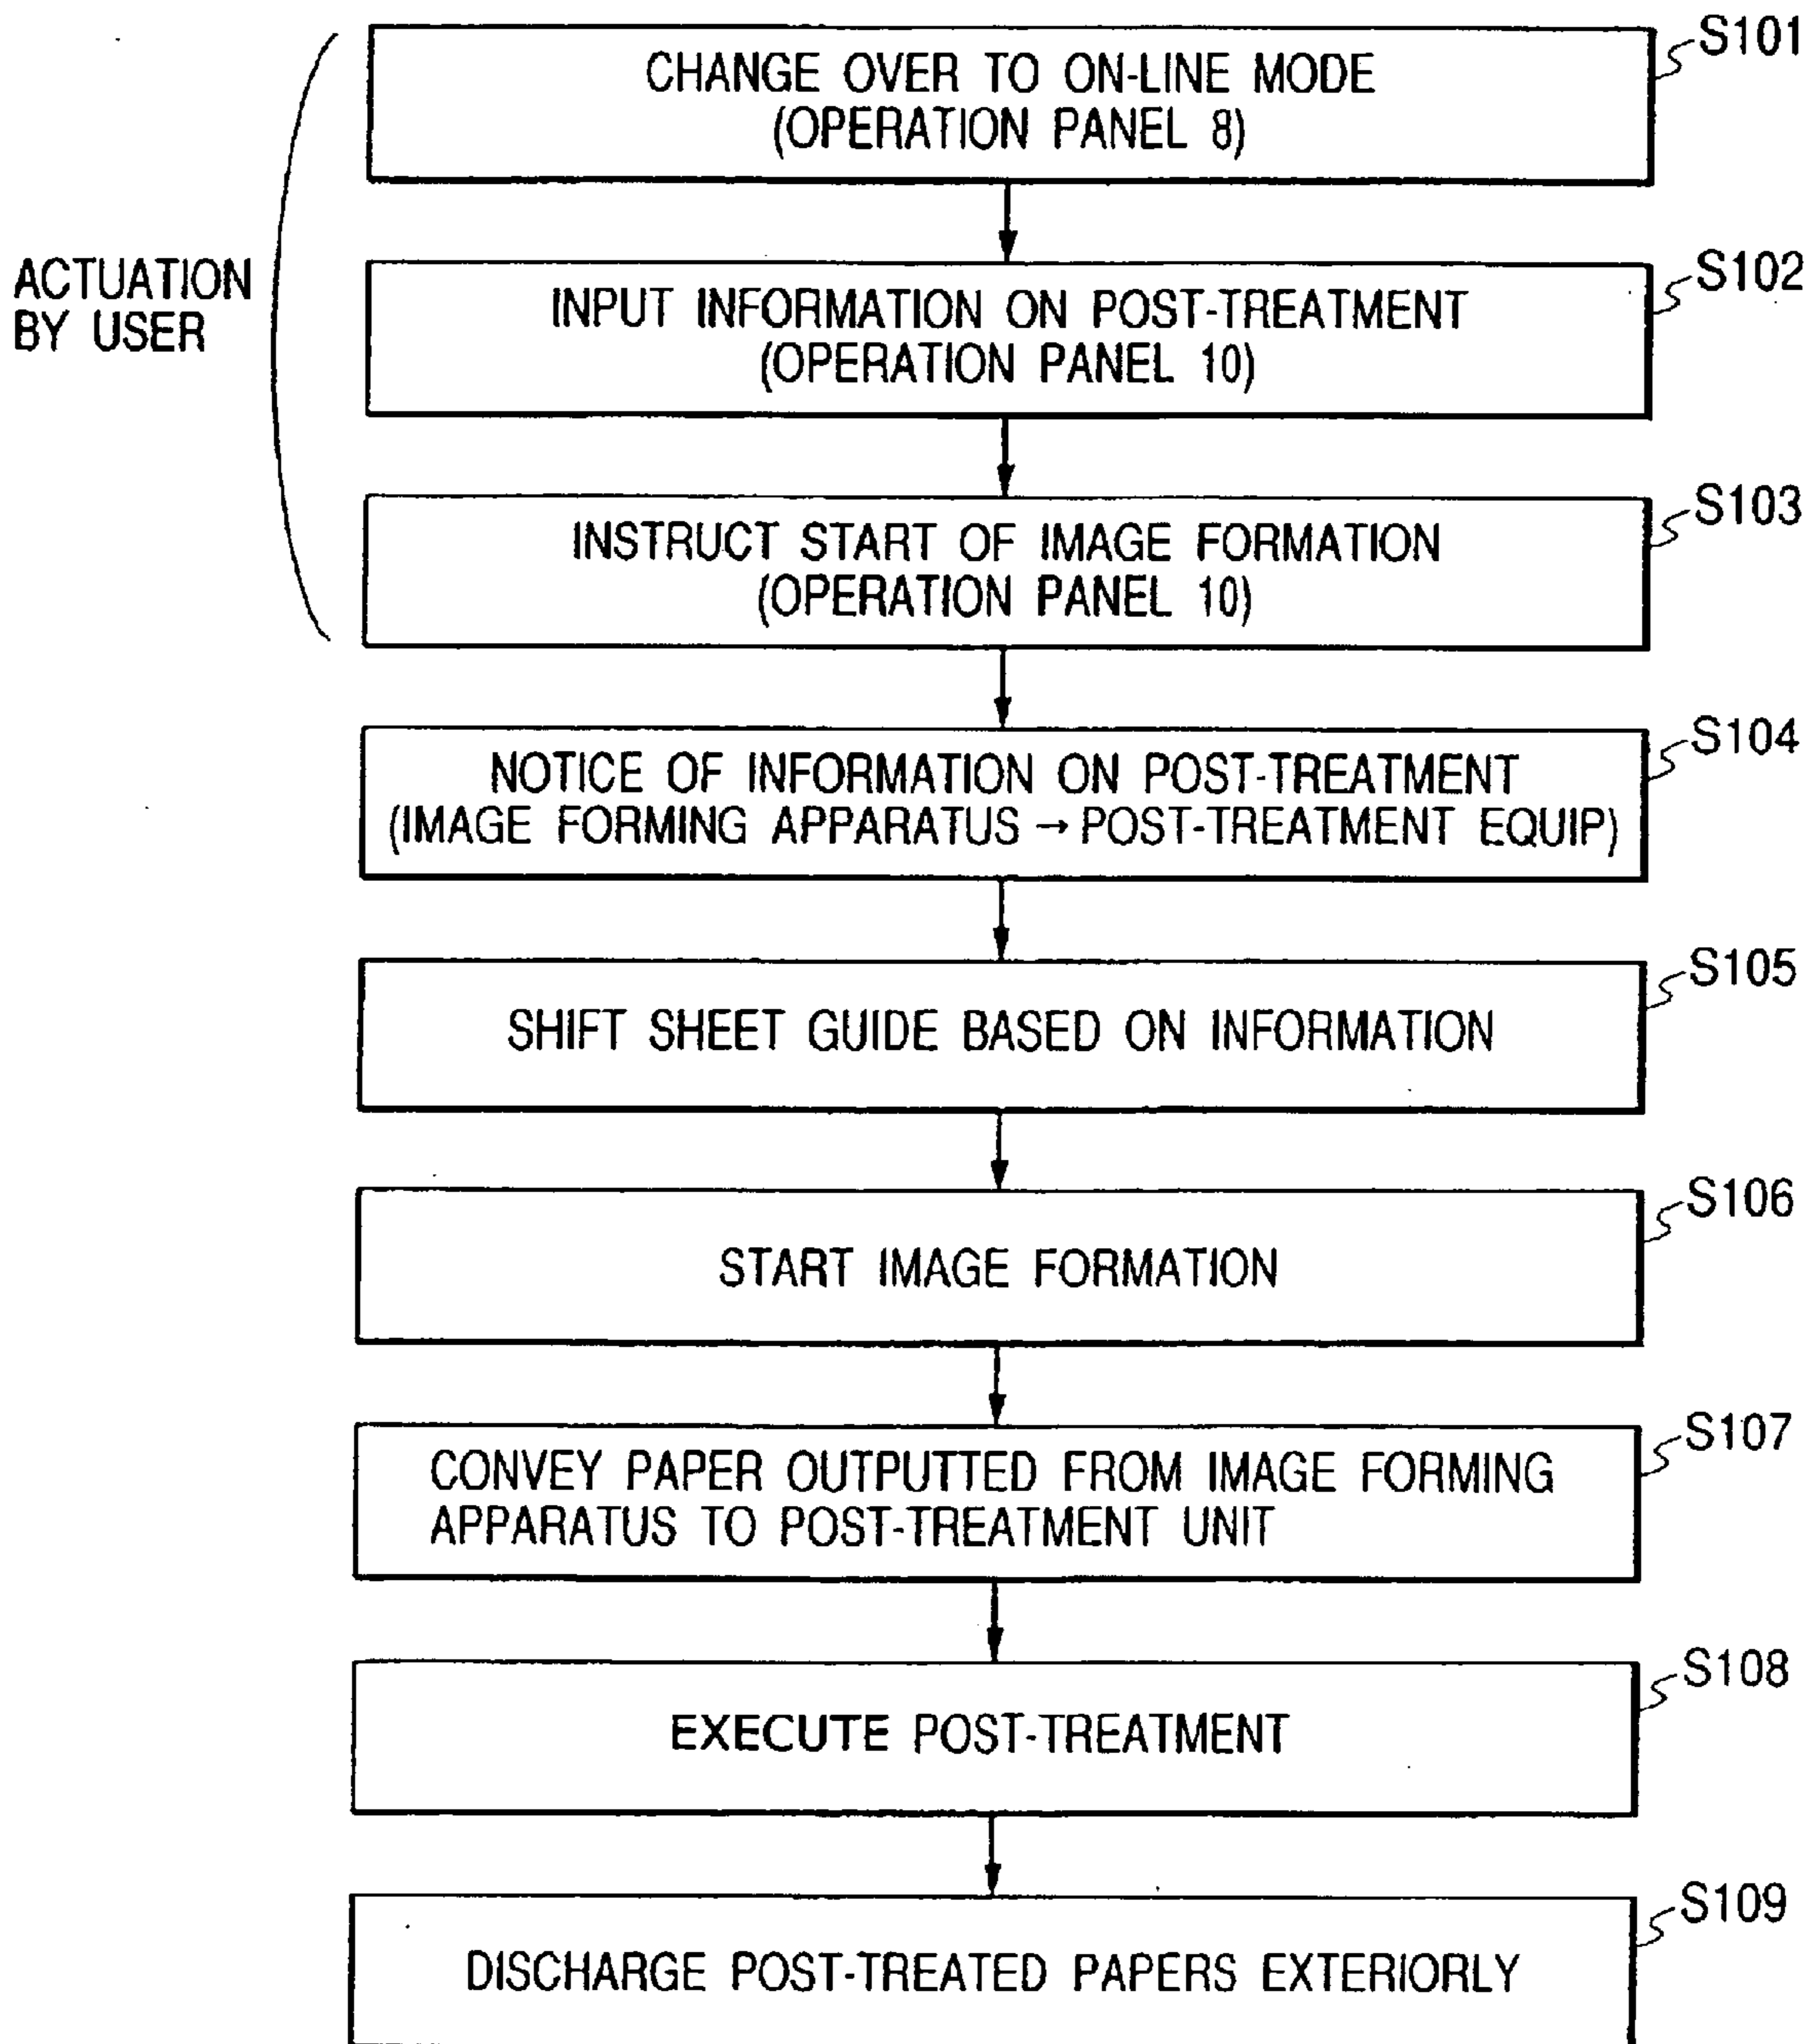 CHANGE OVER TO ON-LINE MODE
(OPERATION PANEL 8)
S101
ACTUATION
BY USER
INPUT INFORMATION ON POST-TREATMENT
(OPERATION PANEL 10)
S102
INSTRUCT START OF IMAGE FORMATION
(OPERATION PANEL 10)
S103
NOTICE OF INFORMATION ON POST-TREATMENT
(IMAGE FORMING APPARATUS → POST-TREATMENT EQUIP)
S104
SHIFT SHEET GUIDE BASED ON INFORMATION
S105
START IMAGE FORMATION
S106
CONVEY PAPER OUTPUTTED FROM IMAGE FORMING
APPARATUS TO POST-TREATMENT UNIT
S107
EXECUTE POST-TREATMENT
S108
DISCHARGE POST-TREATED PAPERS EXTERIORLY
S109